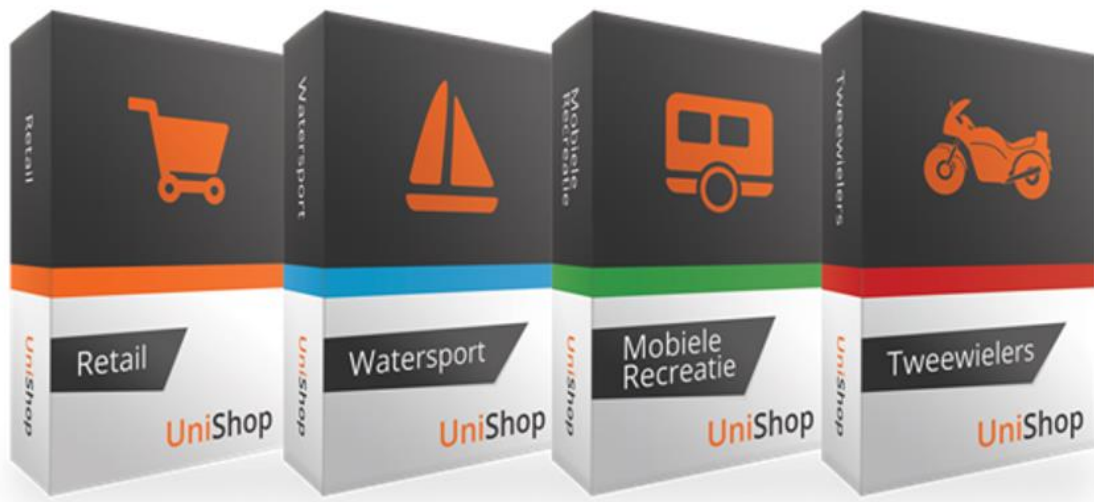 Retail
UniShop
Retail
UniShop
Watersport
UniShop
Watersport
UniShop
Mobiele
Recreatie
UniShop
Mobiele
Recreatie
UniShop
Tweewielers
UniShop
Tweewielers
UniShop